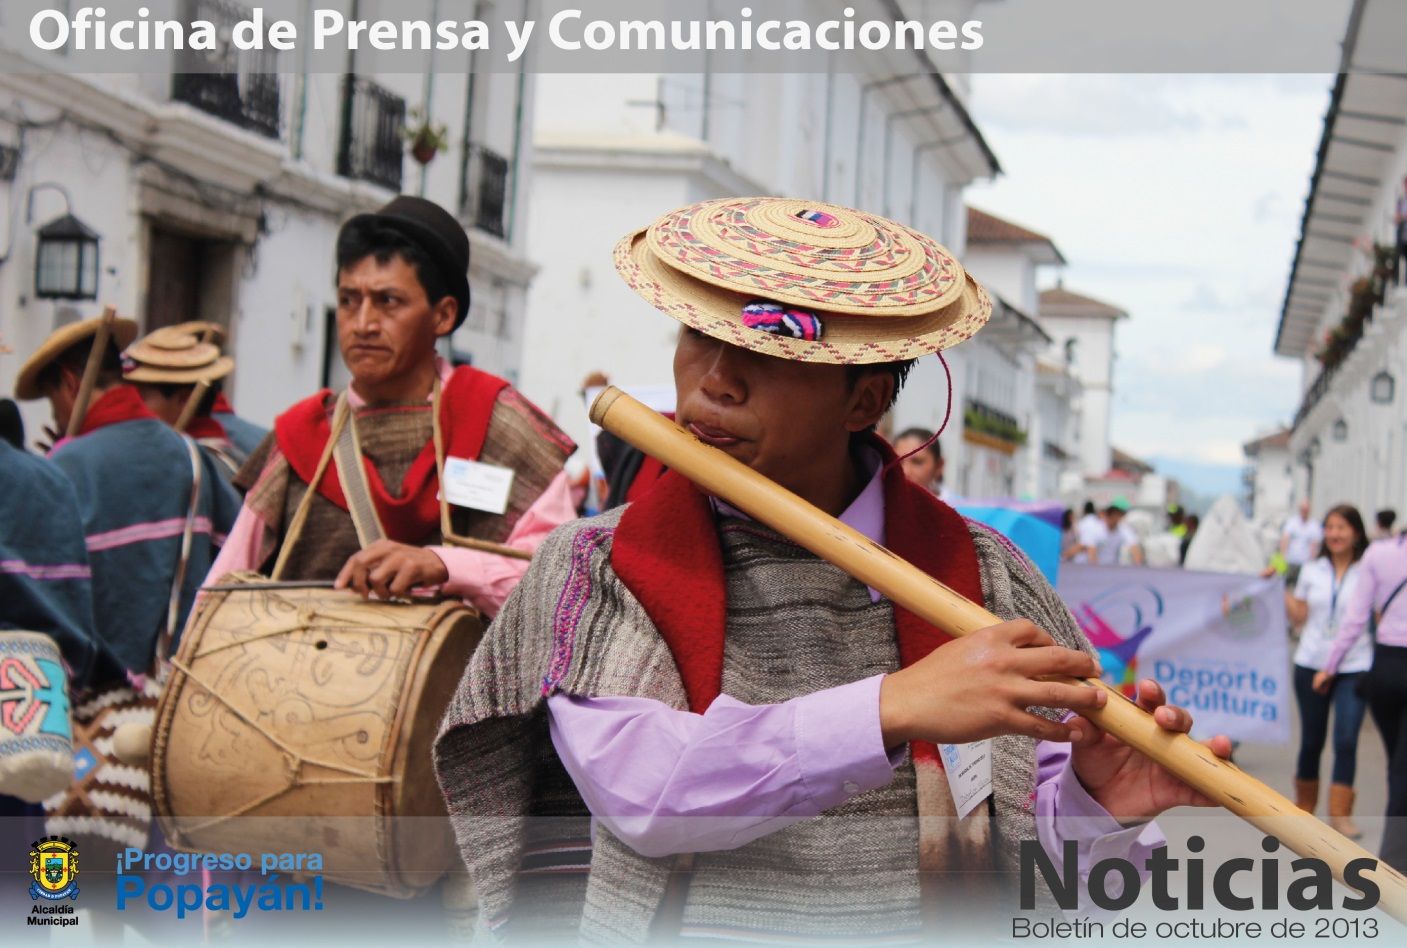 Oficina de Prensa y Comunicaciones
Deporte
Cultura
Alcaldía
Municipal
¡Progreso para
Popayán!
Noticias
Boletín de octubre de 2013